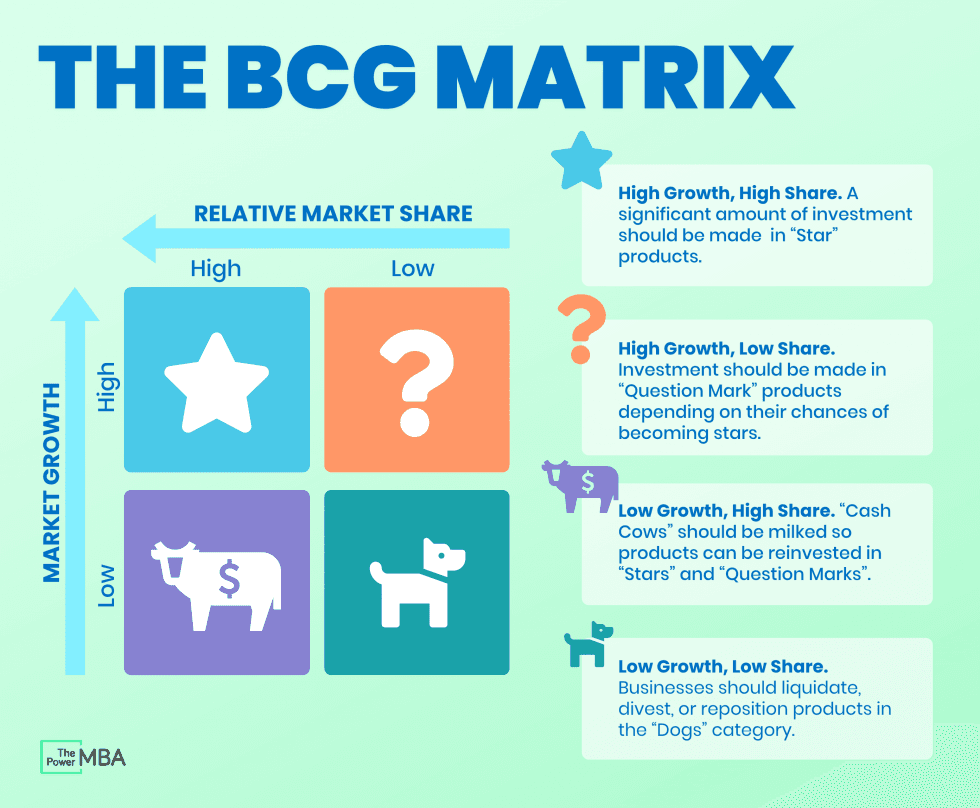 THE BCG MATRIX
RELATIVE MARKET SHARE
High
Low
MARKET GROWTH
High
Low
?
$
High Growth, High Share. A
significant amount of investment
should be made in “Star”
products.
?
High Growth, Low Share.
Investment should be made in
“Question Mark” products
depending on their chances of
becoming stars.
$
Low Growth, High Share. “Cash
Cows” should be milked so
products can be reinvested in
“Stars” and “Question Marks”.
Low Growth, Low Share.
Businesses should liquidate,
divest, or reposition products in
the “Dogs” category.
The
Power MBA